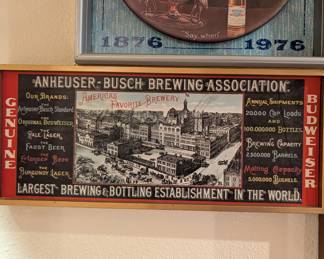 1876 1976
"Say, when!"
ANHEUSER-BUSCH BREWING ASSOCIATION.
GENUINE
OUR BRANDS:
Anheuser-Busch Standard
ORIGINAL BUDWEISER
PALE LAGER,
FAUST BEER
Erlanger Beer
BURGUNDY LAGER,
AMERICA'S FAVORITE BREWERY
ANNUAL SHIPMENTS
20,000 CAR LOADS
AND
100,000,000 BOTTLES.
BREWING CAPACITY
2,500,000 BARRELS.
Malting Capacity
5,000,000 BUSHELS.
BUDWEISER
LARGEST BREWING & BOTTLING ESTABLISHMENT IN THE WORLD.